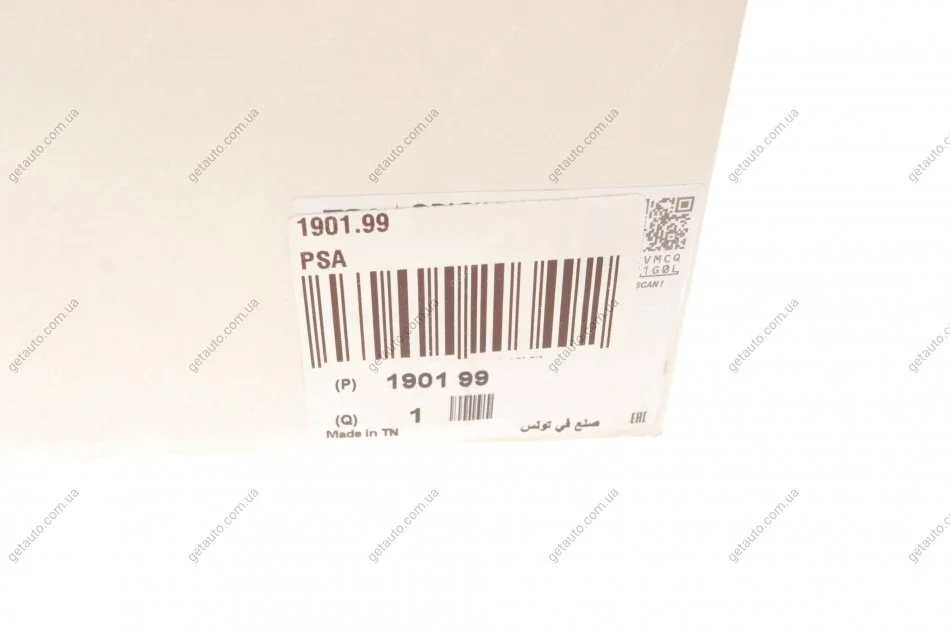 1901.99
PSA
VMCQ
1G0L
SCAN!
(P) 1901 99
(Q) 1
Made in TN
صنع في تونس
EAC
getauto.com.ua